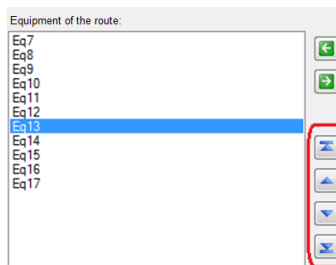 Equipment of the route:
Eq7
Eq8
Eq9
Eq10
Eq11
Eq12
Eq13
Eq14
Eq15
Eq16
Eq17